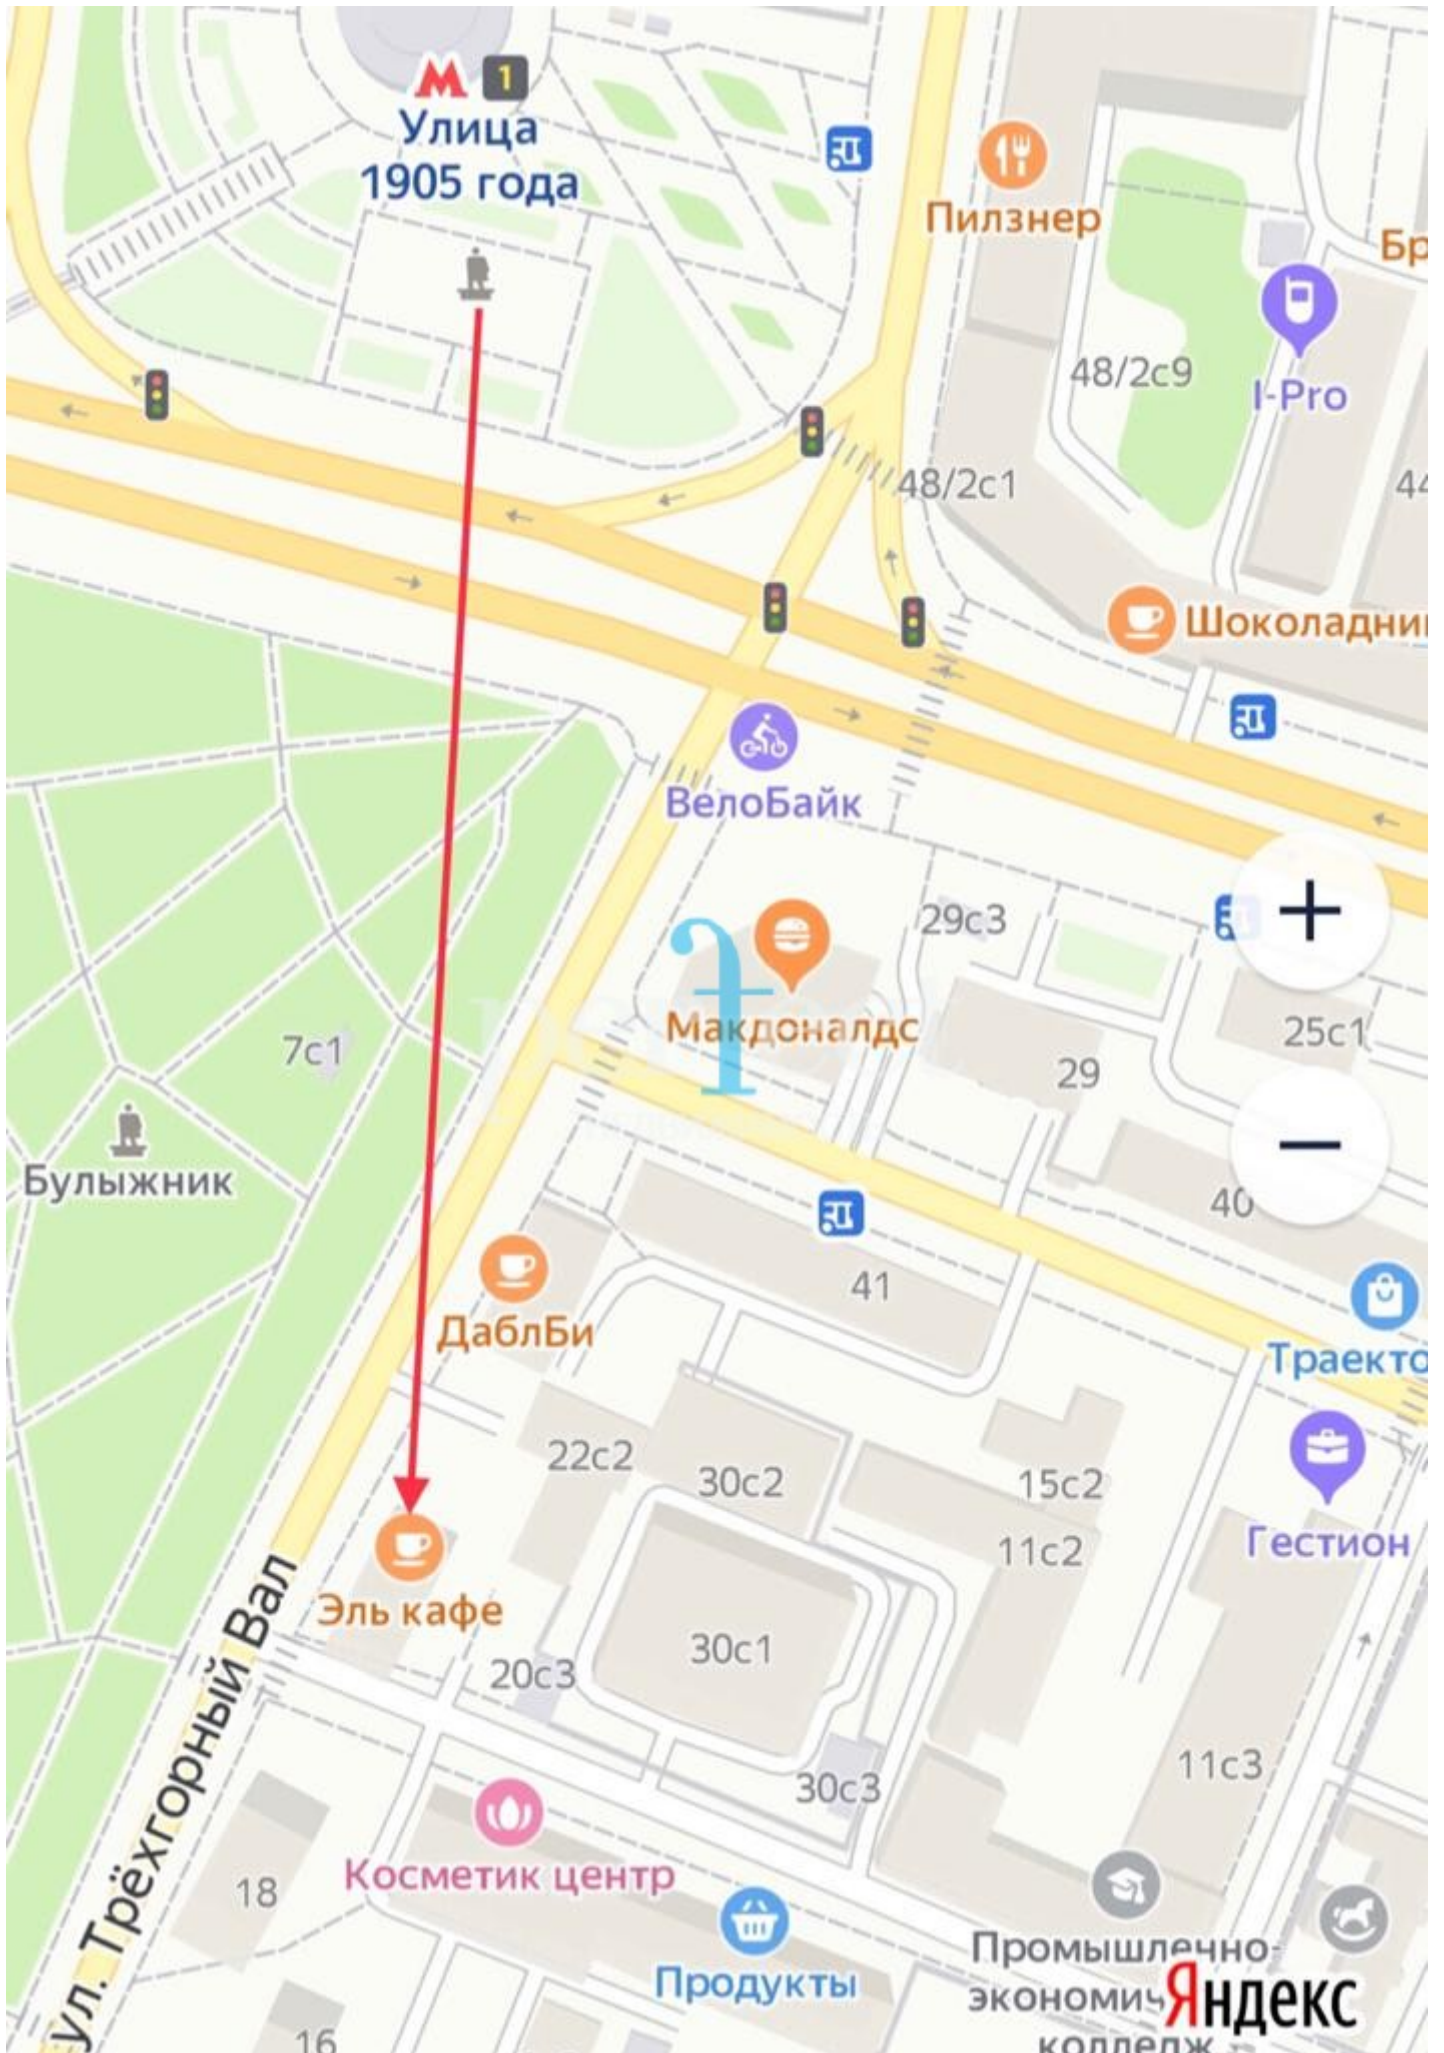 1
Улица
1905 года
Пилзнер
Бр
I-Pro
48/2с9
48/2с1
44
Шоколадни
ВелоБайк
29с3
Макдоналдс
25с1
7с1
29
Булыжник
40
41
ДаблБи
Траекто
22с2
30с2
15с2
11с2
Гестион
Эль кафе
30с1
20с3
ул. Трёхгорный Вал
11с3
30с3
Косметик центр
18
Продукты
Промышленно-
экономич
Яндекс
колледж
16